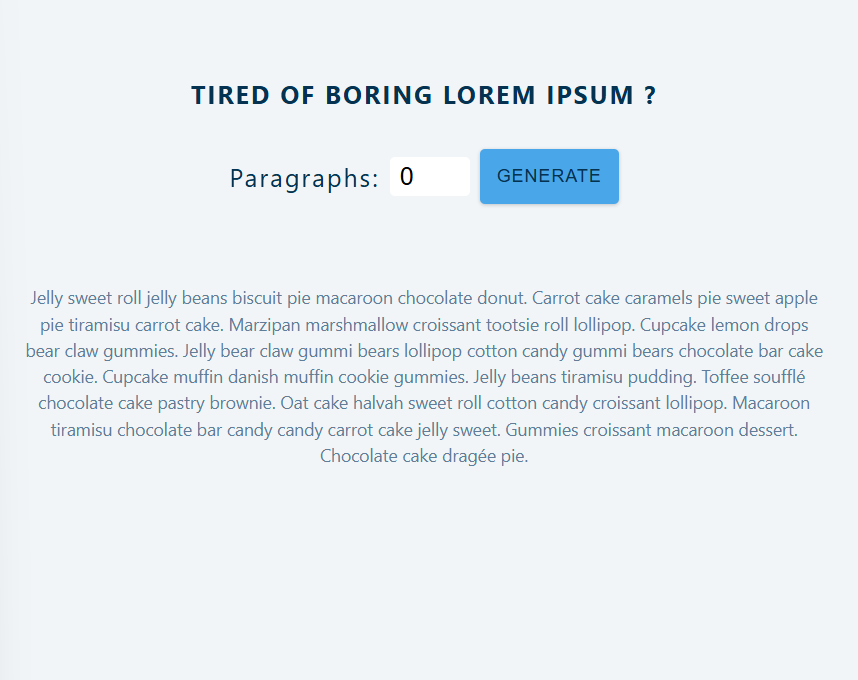 TIRED OF BORING LOREM IPSUM ?
Paragraphs: 0 GENERATE
Jelly sweet roll jelly beans biscuit pie macaroon chocolate donut. Carrot cake caramels pie sweet apple
pie tiramisu carrot cake. Marzipan marshmallow croissant tootsie roll lollipop. Cupcake lemon drops
bear claw gummies. Jelly bear claw gummi bears lollipop cotton candy gummi bears chocolate bar cake
cookie. Cupcake muffin danish muffin cookie gummies. Jelly beans tiramisu pudding. Toffee soufflé
chocolate cake pastry brownie. Oat cake halvah sweet roll cotton candy croissant lollipop. Macaroon
tiramisu chocolate bar candy candy carrot cake jelly sweet. Gummies croissant macaroon dessert.
Chocolate cake dragée pie.